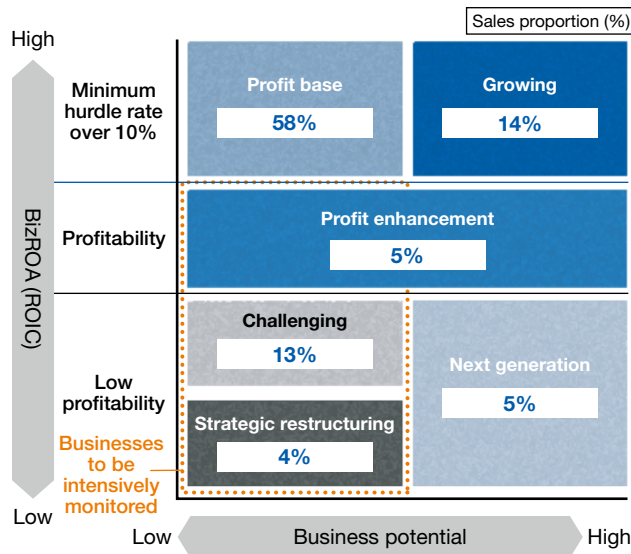 Sales proportion (%)
High
BizROA (ROIC)
Low
Minimum
hurdle rate
over 10%
Profit base
58%
Growing
14%
Profitability
Profit enhancement
5%
Low
profitability
Challenging
13%
Next generation
5%
Strategic restructuring
4%
Businesses
to be
intensively
monitored
Low
Business potential
High